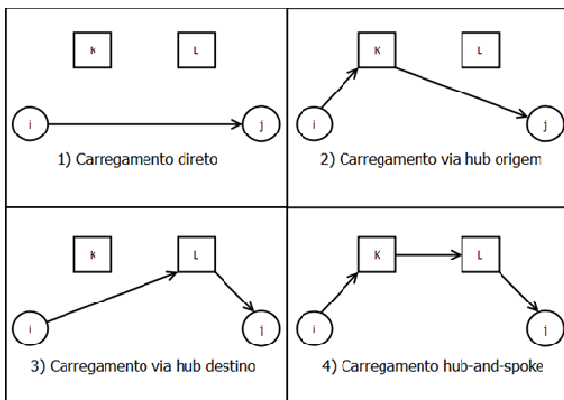 K
L
i
j
1) Carregamento direto
K
L
i
j
2) Carregamento via hub origem
K
L
i
j
3) Carregamento via hub destino
K
L
i
j
4) Carregamento hub-and-spoke